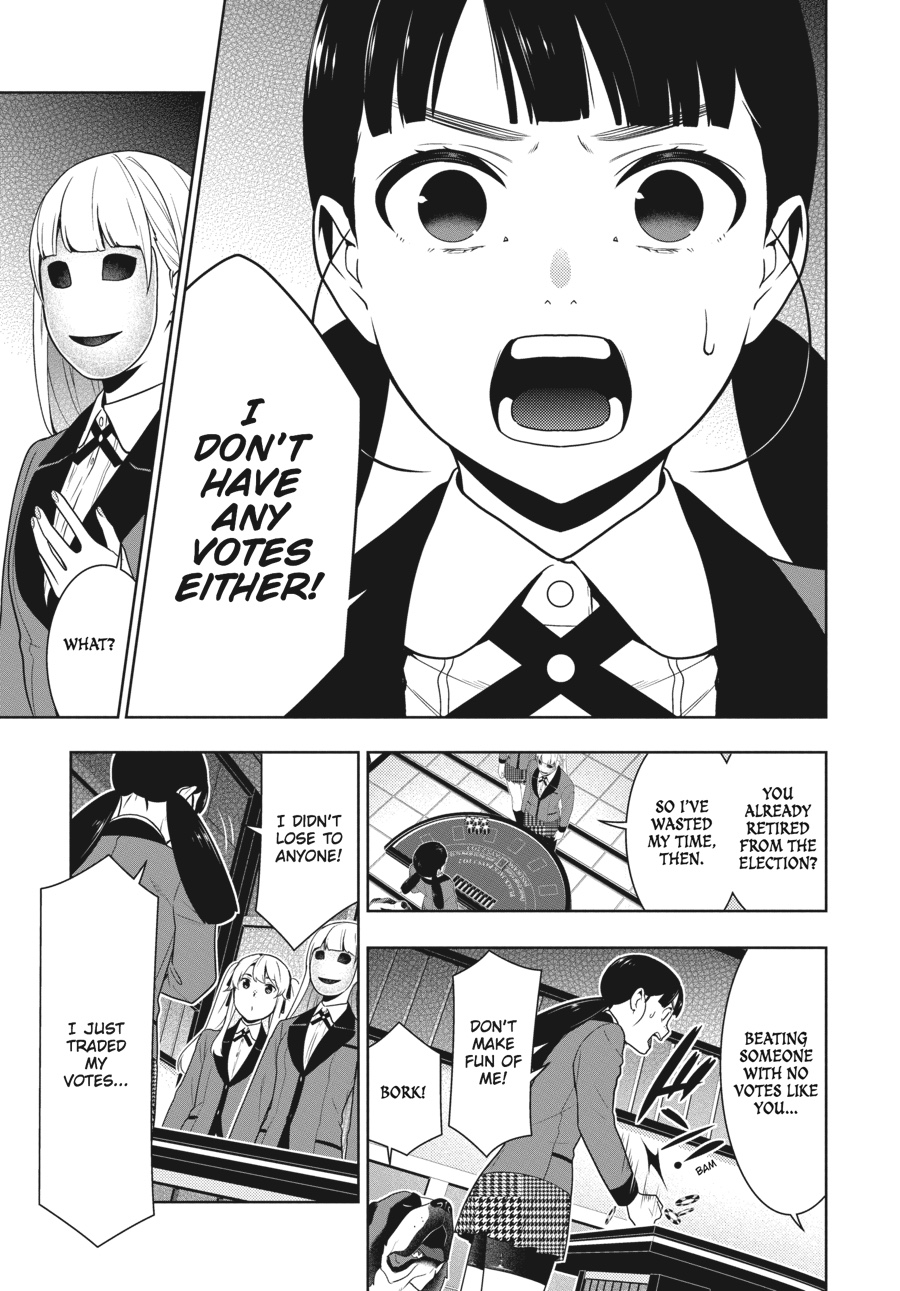 I
DON'T
HAVE
ANY
VOTES
EITHER!
WHAT?
YOU
ALREADY
RETIRED
FROM THE
ELECTION?
SO I'VE
WASTED
MY TIME,
THEN.
I DIDN'T
LOSE TO
ANYONE!
I JUST
TRADED
MY
VOTES...
BEATING
SOMEONE
WITH NO
VOTES LIKE
YOU...
BAM
DON'T
MAKE
FUN OF
ME!
BORK!